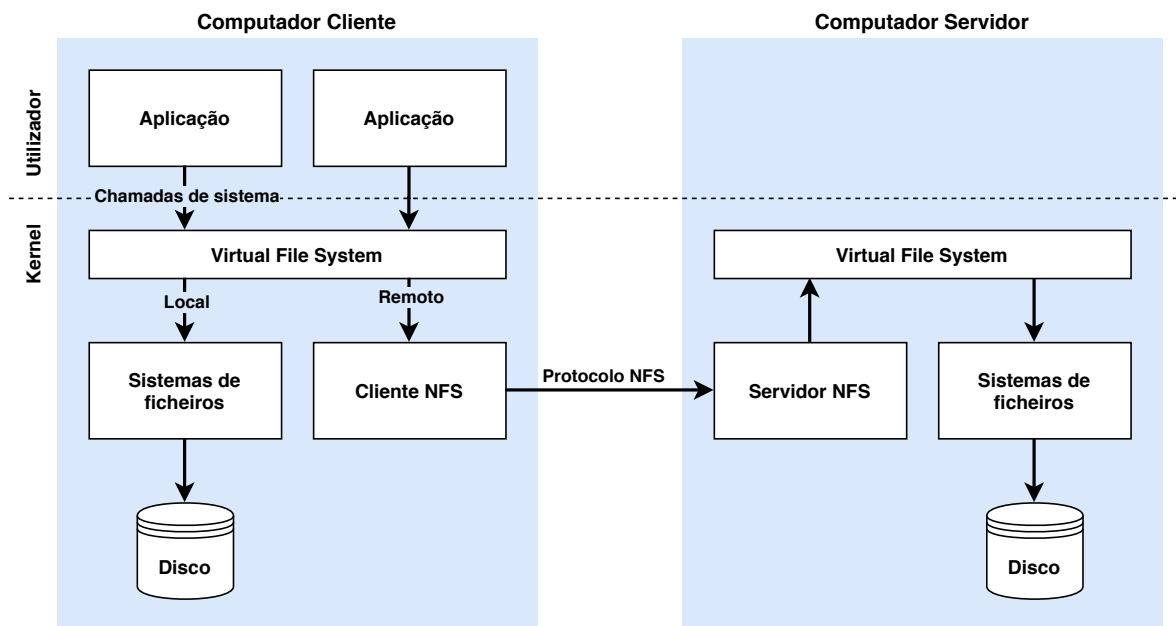 Computador Cliente
Computador Servidor
Utilizador
Aplicação
Aplicação
Chamadas de sistema
Kernel
Virtual File System
Virtual File System
Local
Remoto
Sistemas de
ficheiros
Cliente NFS
Protocolo NFS
Servidor NFS
Sistemas de
ficheiros
Disco
Disco